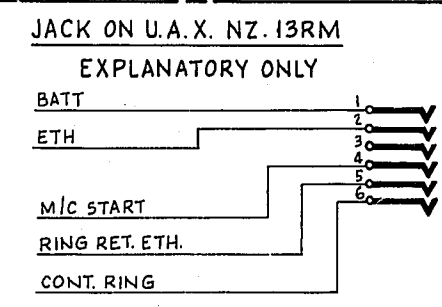 JACK ON U.A.X. NZ. 13RM
EXPLANATORY ONLY
BATT
1
2
ETH
3
4
5
M/C START
6
RING RET. ETH.
CONT. RING